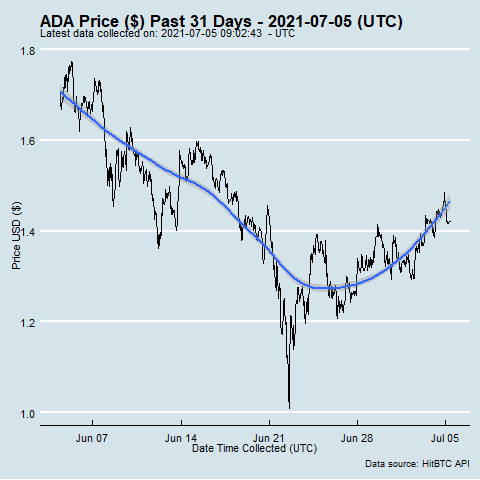 ADA Price ($) Past 31 Days - 2021-07-05 (UTC)
Latest data collected on: 2021-07-05 09:02:43 - UTC
1.8
1.6
1.4
1.2
1.0
Price USD ($)
Jun 07 Jun 14 Jun 21 Jun 28 Jul 05
Date Time Collected (UTC)
Data source: HitBTC API